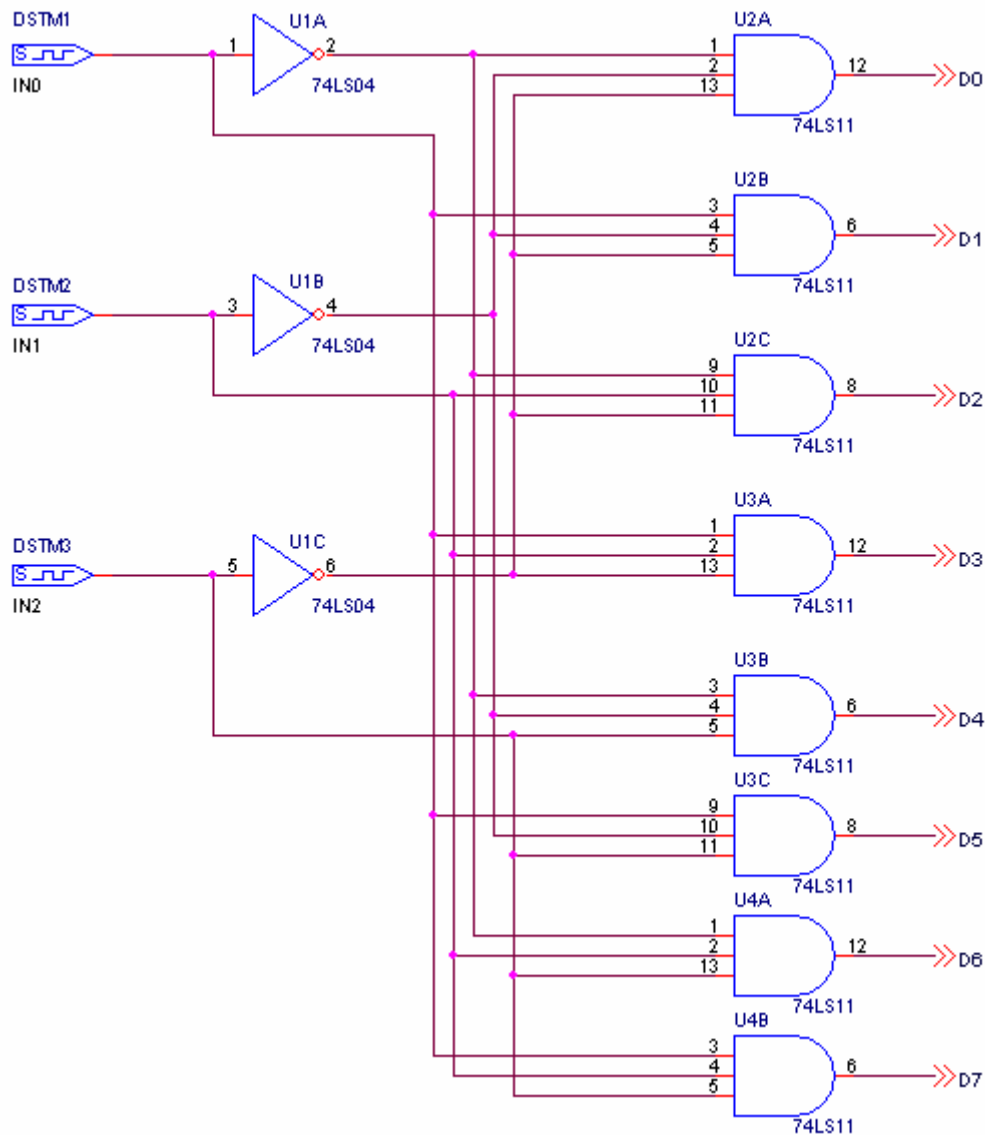 DSTM1
S
IN0
U1A
1
2
74LS04
U2A
1
2
13
12
D0
74LS11
U2B
3
4
5
6
D1
74LS11
DSTM2
S
IN1
U1B
3
4
74LS04
U2C
9
10
11
8
D2
74LS11
DSTM3
S
IN2
U1C
5
6
74LS04
U3A
1
2
13
12
D3
74LS11
U3B
3
4
5
6
D4
74LS11
U3C
9
10
11
8
D5
74LS11
U4A
1
2
13
12
D6
74LS11
U4B
3
4
5
6
D7
74LS11